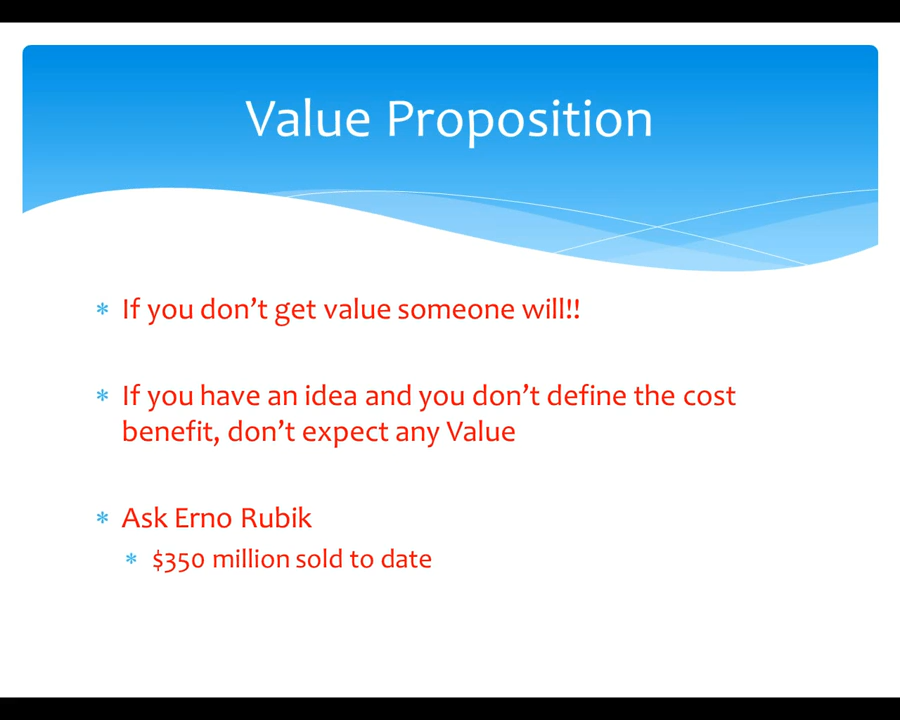 Value Proposition
* If you don't get value someone will!!
* If you have an idea and you don't define the cost
benefit, don't expect any Value
* Ask Erno Rubik
* $350 million sold to date